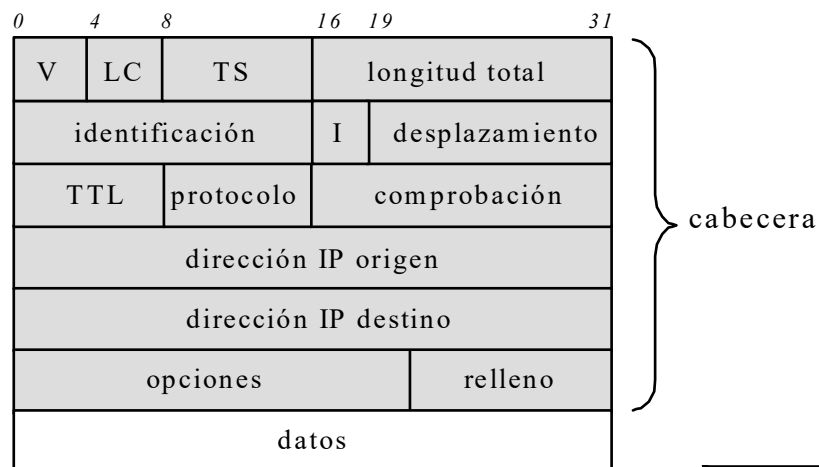 0 4 8 16 19 31
V LC TS longitud total
identificación I desplazamiento
TTL protocolo comprobación
cabecera
dirección IP origen
dirección IP destino
opciones relleno
datos